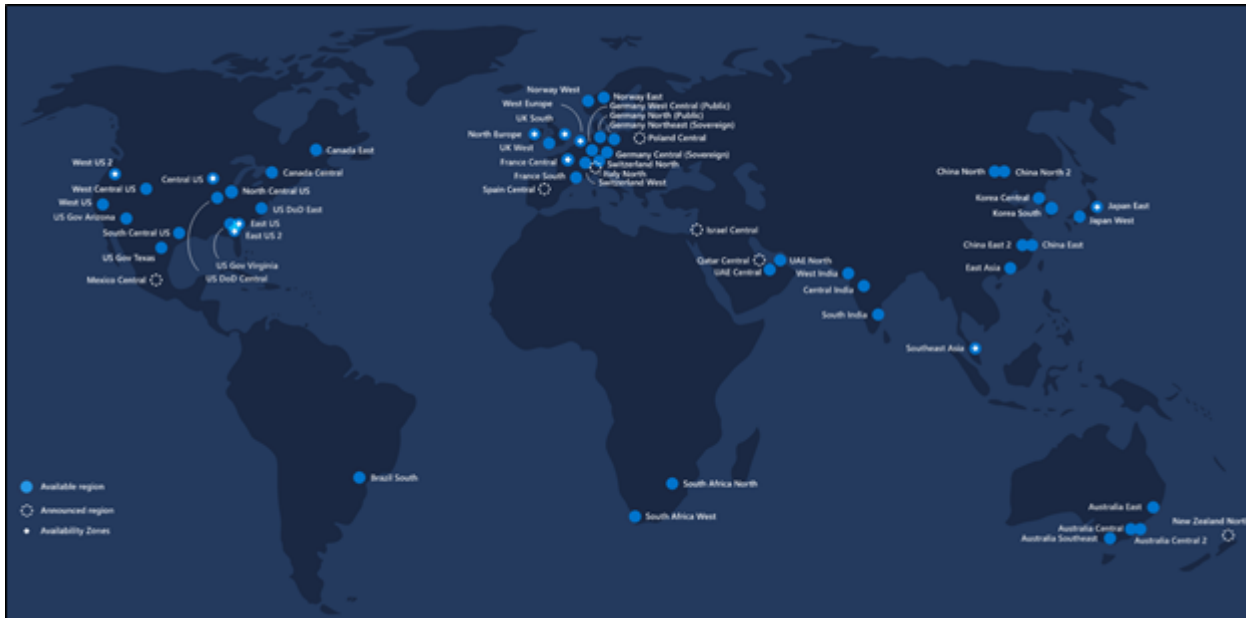 Norway West
Norway East
West Europe
Germany West Central (Public)
Germany North (Public)
UK South
Germany Northeast (Sovereign)
North Europe
Poland Central
UK West
Germany Central (Sovereign)
France Central
Switzerland North
Italy North
France South
Switzerland West
Spain Central
Canada East
West US 2
Canada Central
Central US
West Central US
North Central US
West US
US DoD East
US Gov Arizona
East US
South Central US
East US 2
US Gov Texas
US Gov Virginia
Mexico Central
US DoD Central
China North
China North 2
Korea Central
Japan East
Korea South
Japan West
Israel Central
China East 2
China East
Qatar Central
UAE North
East Asia
UAE Central
West India
Central India
South India
Southeast Asia
Brazil South
South Africa North
South Africa West
Available region
Announced region
Availability Zones
Australia East
New Zealand North
Australia Central
Australia Southeast
Australia Central 2